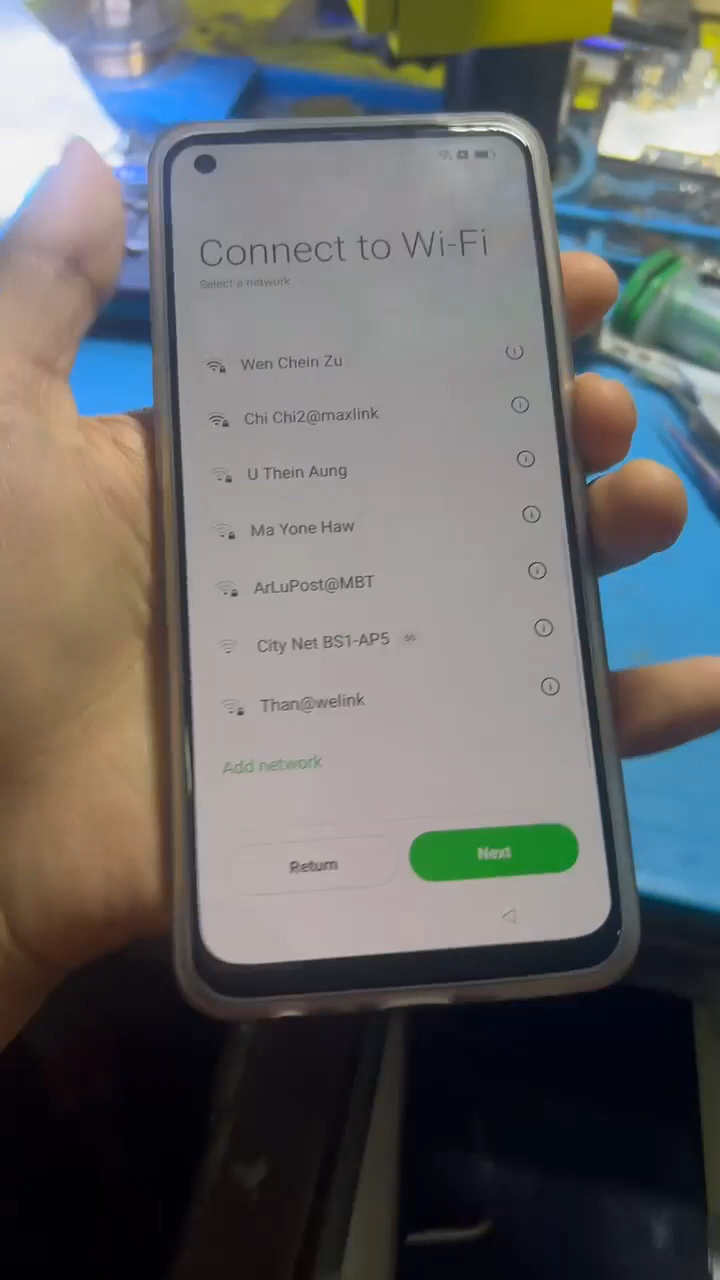 Connect to Wi-Fi
Select a network
Wen Chein Zu
Chi Chi2@maxlink
U Thein Aung
Ma Yone Haw
ArLuPost@MBT
City Net BS1-AP5 5G
Than@welink
Add network
Return
Next